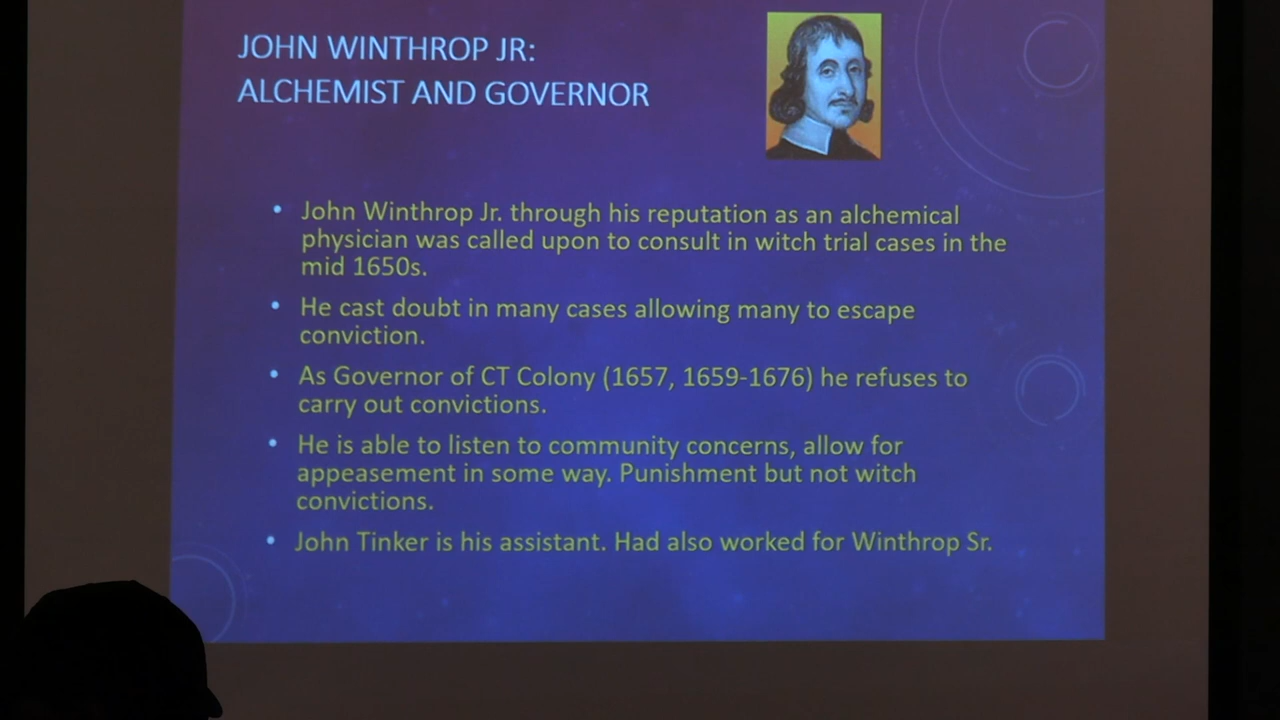 JOHN WINTHROP JR:
ALCHEMIST AND GOVERNOR
• John Winthrop Jr. through his reputation as an alchemical
physician was called upon to consult in witch trial cases in the
mid 1650s.
• He cast doubt in many cases allowing many to escape
conviction.
• As Governor of CT Colony (1657, 1659-1676) he refuses to
carry out convictions.
• He is able to listen to community concerns, allow for
appeasement in some way. Punishment but not witch
convictions.
• John Tinker is his assistant. Had also worked for Winthrop Sr.